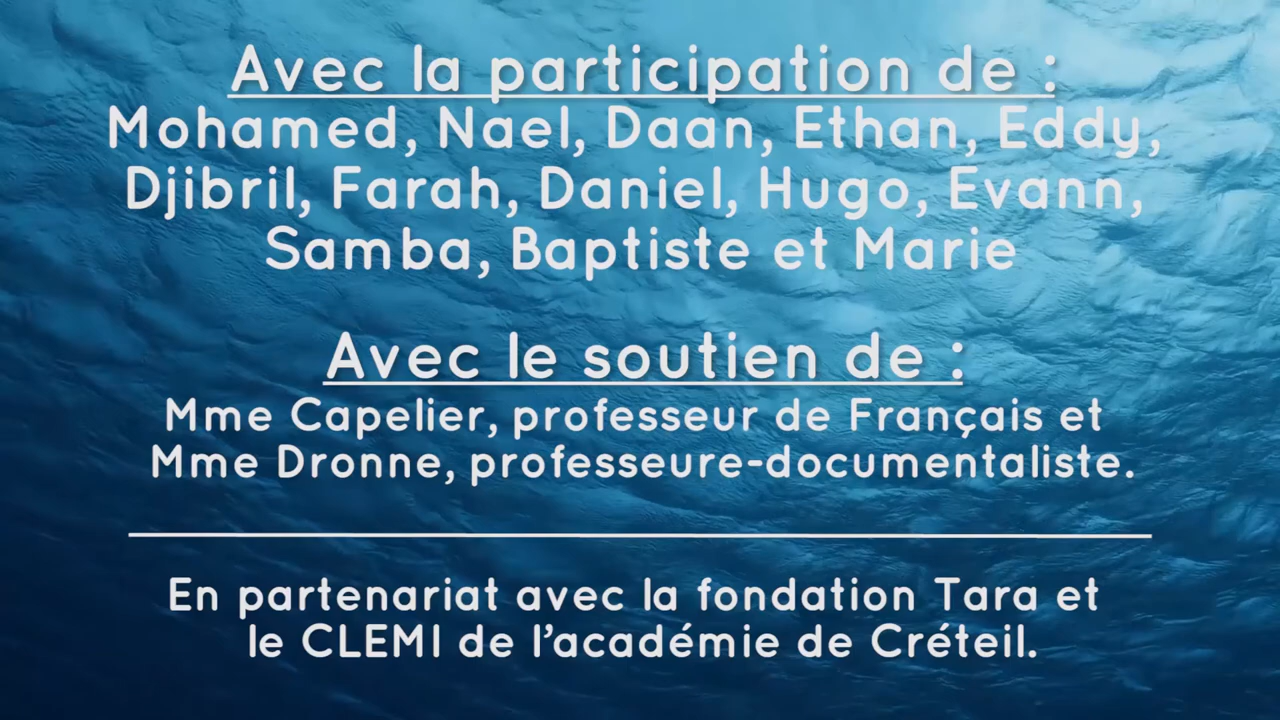 Avec la participation de :
Mohamed, Nael, Daan, Ethan, Eddy,
Djibril, Farah, Daniel, Hugo, Evann,
Samba, Baptiste et Marie
Avec le soutien de :
Mme Capelier, professeur de Français et
Mme Dronne, professeure-documentaliste.
En partenariat avec la fondation Tara et
le CLEMI de l’académie de Créteil.